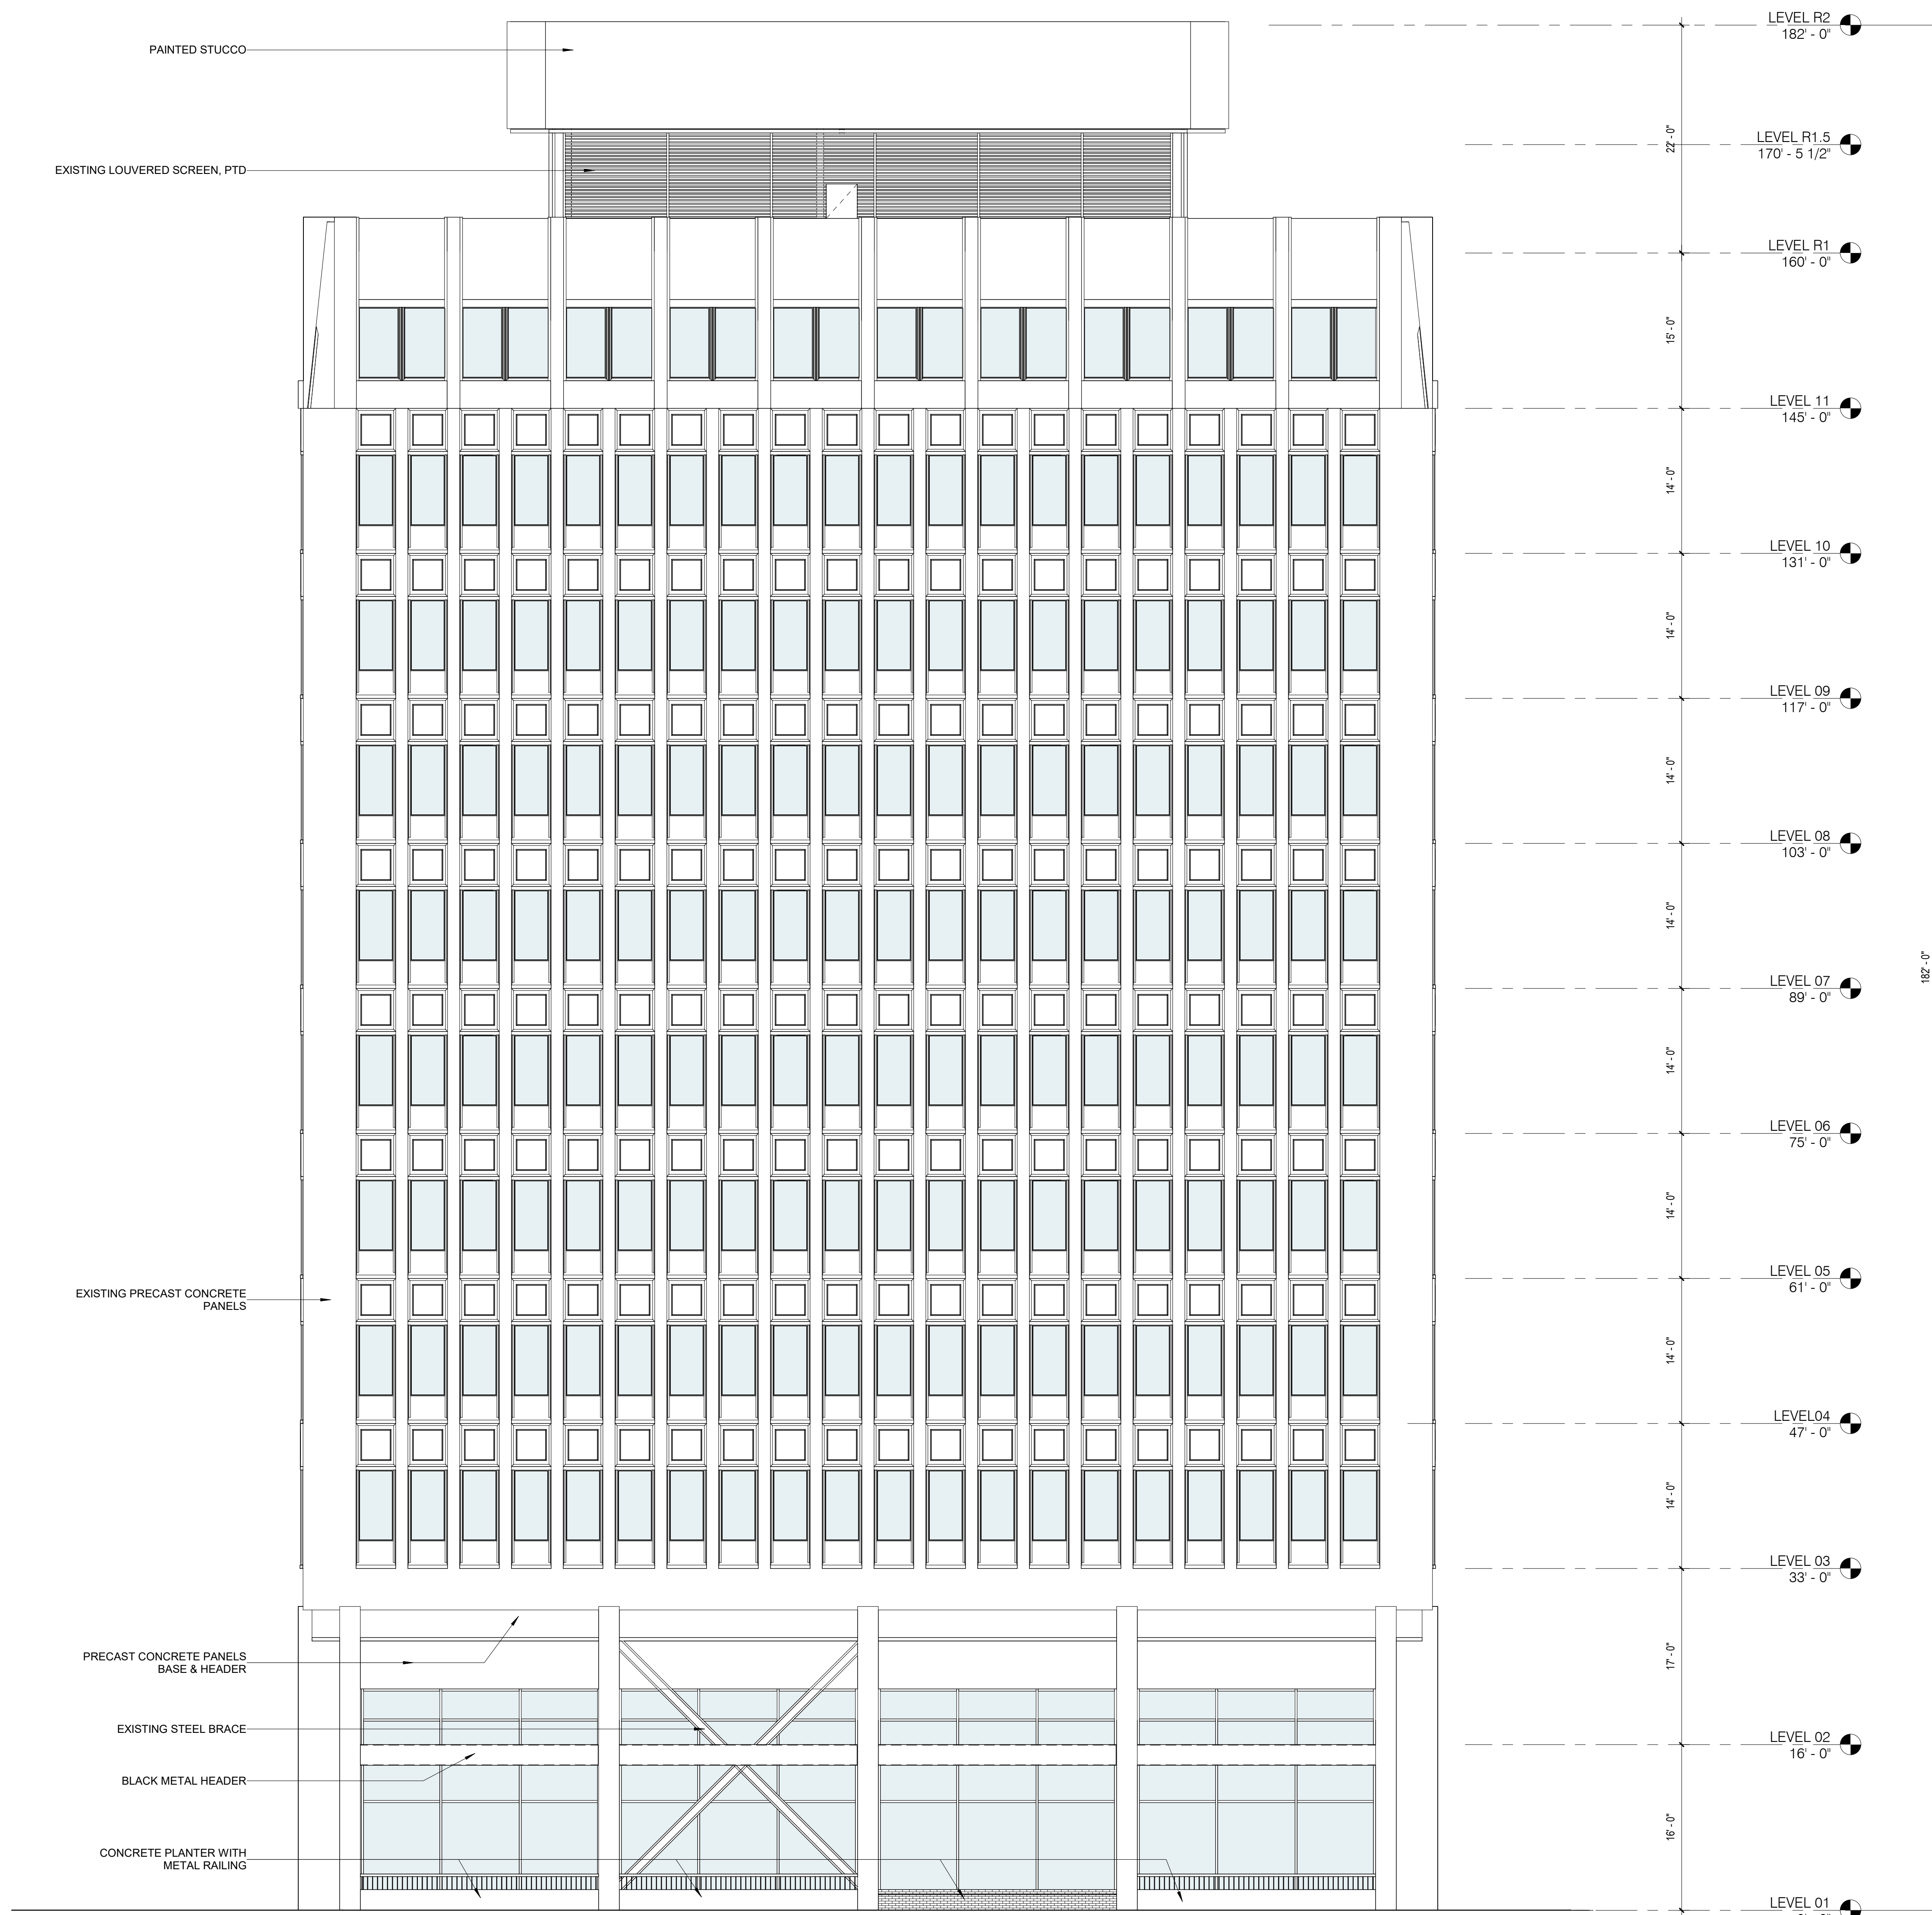 PAINTED STUCCO
EXISTING LOUVERED SCREEN, PTD
EXISTING PRECAST CONCRETE
PANELS
PRECAST CONCRETE PANELS
BASE & HEADER
EXISTING STEEL BRACE
BLACK METAL HEADER
CONCRETE PLANTER WITH
METAL RAILING
22' - 0"
15' - 0"
14' - 0"
14' - 0"
14' - 0"
14' - 0"
14' - 0"
14' - 0"
14' - 0"
14' - 0"
17' - 0"
16' - 0"
LEVEL R2
182' - 0"
LEVEL R1.5
170' - 5 1/2"
LEVEL R1
160' - 0"
LEVEL 11
145' - 0"
LEVEL 10
131' - 0"
LEVEL 09
117' - 0"
LEVEL 08
103' - 0"
LEVEL 07
89' - 0"
LEVEL 06
75' - 0"
LEVEL 05
61' - 0"
LEVEL04
47' - 0"
LEVEL 03
33' - 0"
LEVEL 02
16' - 0"
LEVEL 01
182' - 0"